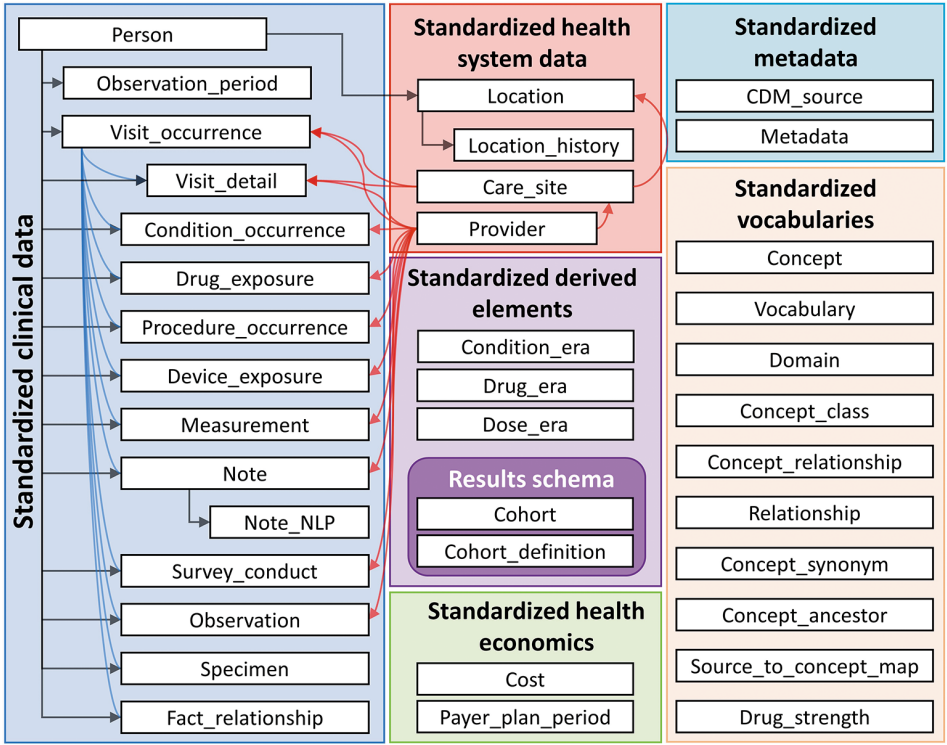 Standardized clinical data
Person
Observation_period
Visit_occurrence
Visit_detail
Condition_occurrence
Drug_exposure
Procedure_occurrence
Device_exposure
Measurement
Note
Note_NLP
Survey_conduct
Observation
Specimen
Fact_relationship
Standardized health
system data
Location
Location_history
Care_site
Provider
Standardized derived
elements
Condition_era
Drug_era
Dose_era
Results schema
Cohort
Cohort_definition
Standardized health
economics
Cost
Payer_plan_period
Standardized
metadata
CDM_source
Metadata
Standardized
vocabularies
Concept
Vocabulary
Domain
Concept_class
Concept_relationship
Relationship
Concept_synonym
Concept_ancestor
Source_to_concept_map
Drug_strength